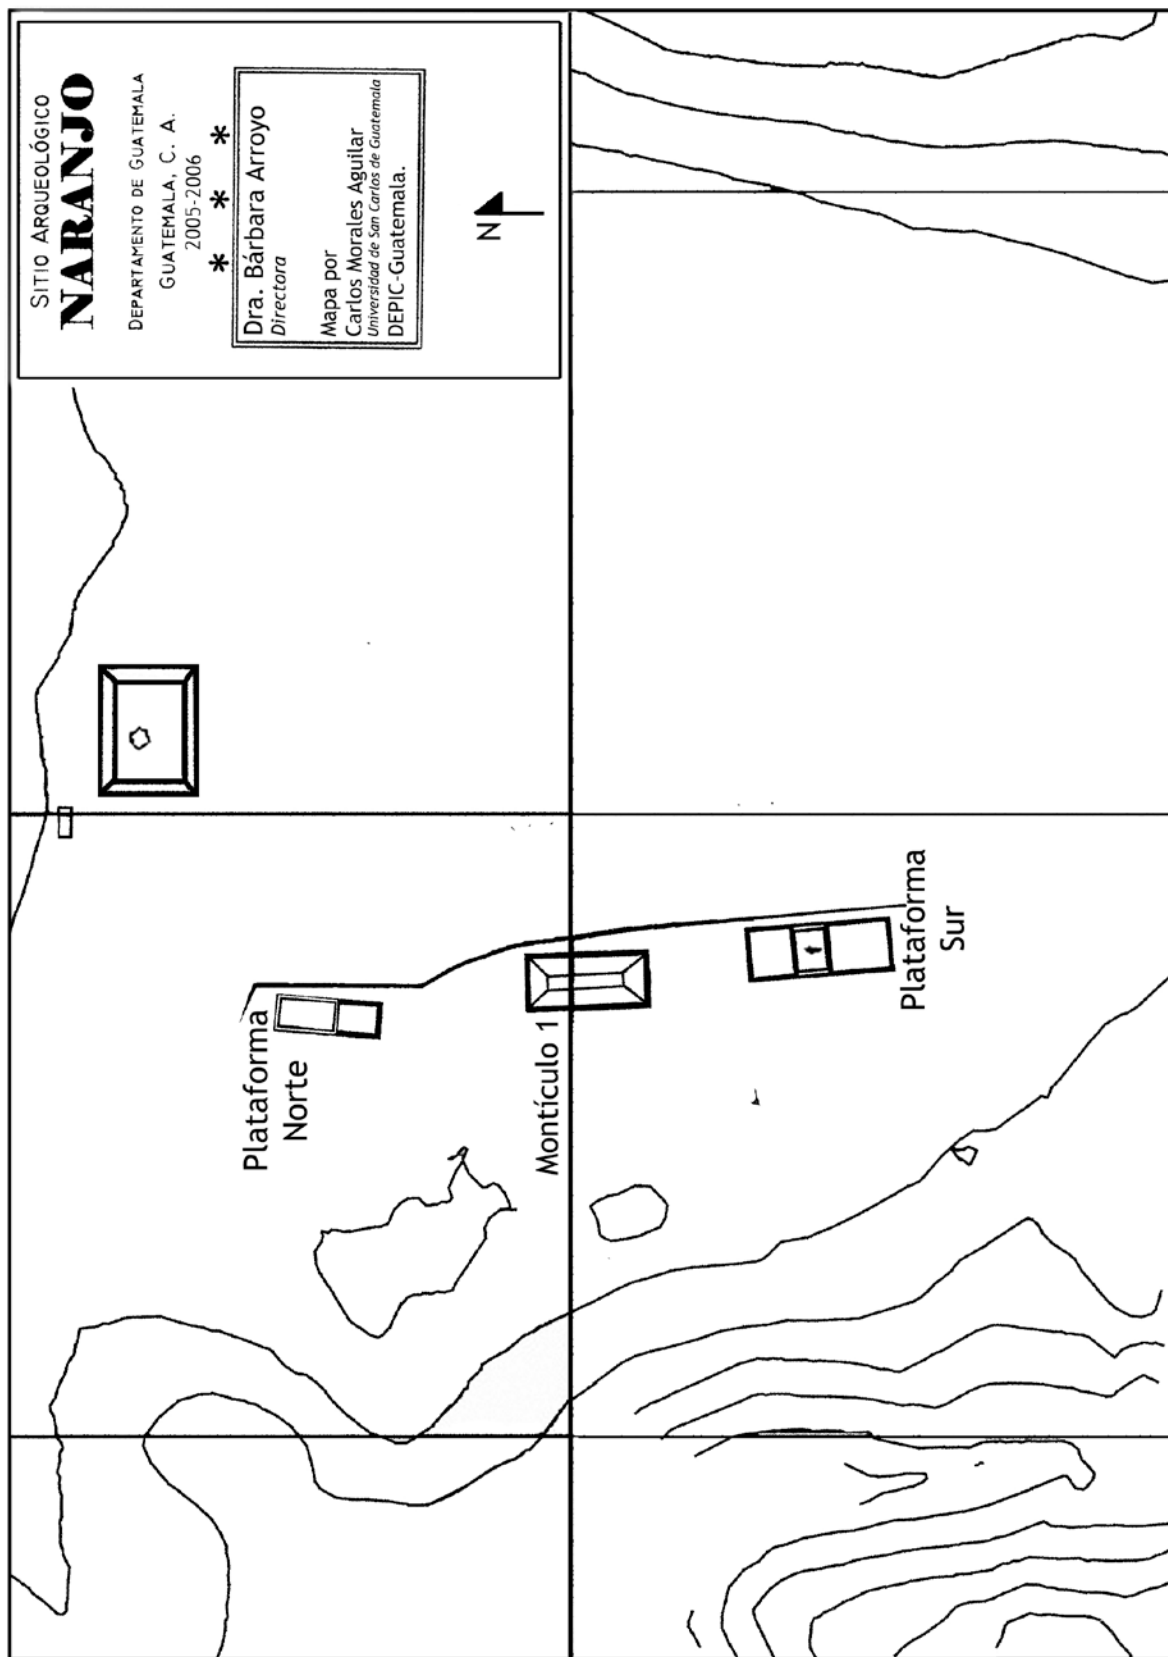 SITIO ARQUEOLÓGICO
NARANJO
DEPARTAMENTO DE GUATEMALA
GUATEMALA, C. A.
2005-2006
* * *
Dra. Bárbara Arroyo
Directora
Mapa por
Carlos Morales Aguilar
Universidad de San Carlos de Guatemala
DEPIC-Guatemala.
N
Plataforma
Norte
Montículo 1
Plataforma
Sur